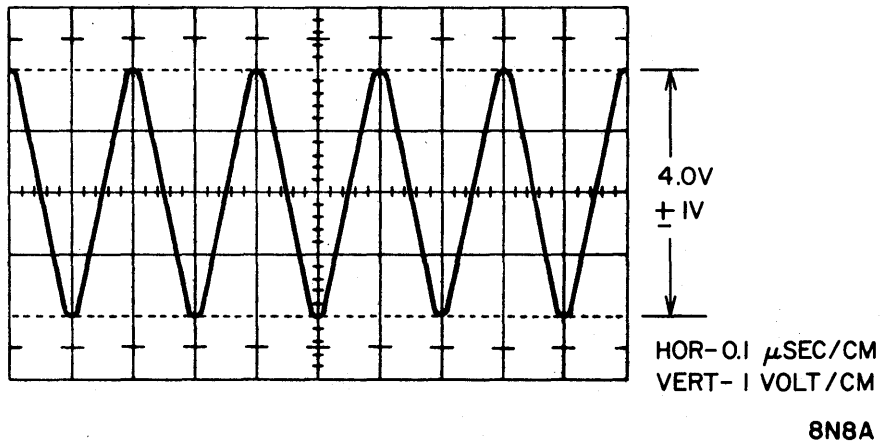 4.0V
± 1V
HOR-0.1 μSEC/CM
VERT-1 VOLT/CM
8N8A